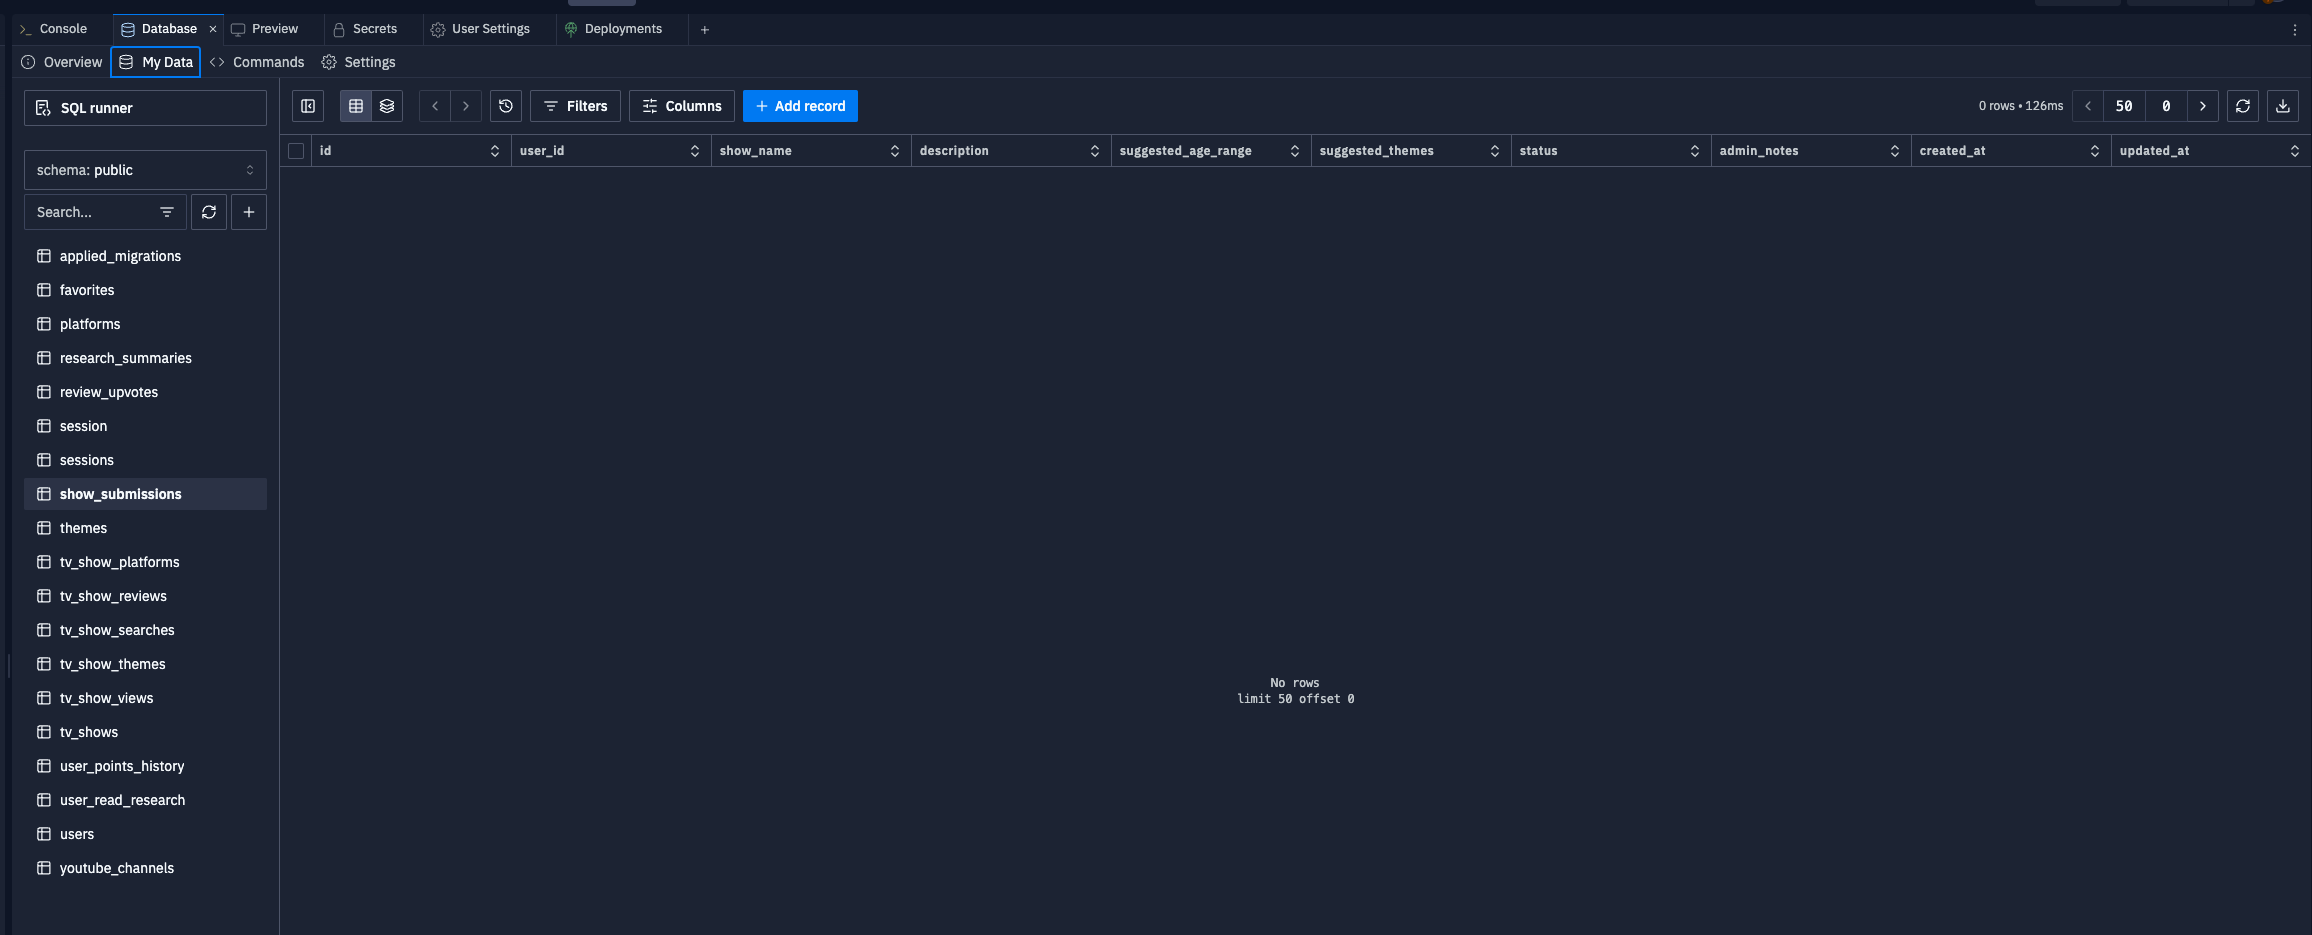 Console
Database
Preview
Secrets
User Settings
Deployments
Overview
My Data
Commands
Settings
SQL runner
Filters
Columns
Add record
0 rows • 126ms
50
0
schema: public
Search...
id
user_id
show_name
description
suggested_age_range
suggested_themes
status
admin_notes
created_at
updated_at
applied_migrations
favorites
platforms
research_summaries
review_upvotes
session
sessions
show_submissions
themes
tv_show_platforms
tv_show_reviews
tv_show_searches
tv_show_themes
tv_show_views
tv_shows
user_points_history
user_read_research
users
youtube_channels
No rows
limit 50 offset 0